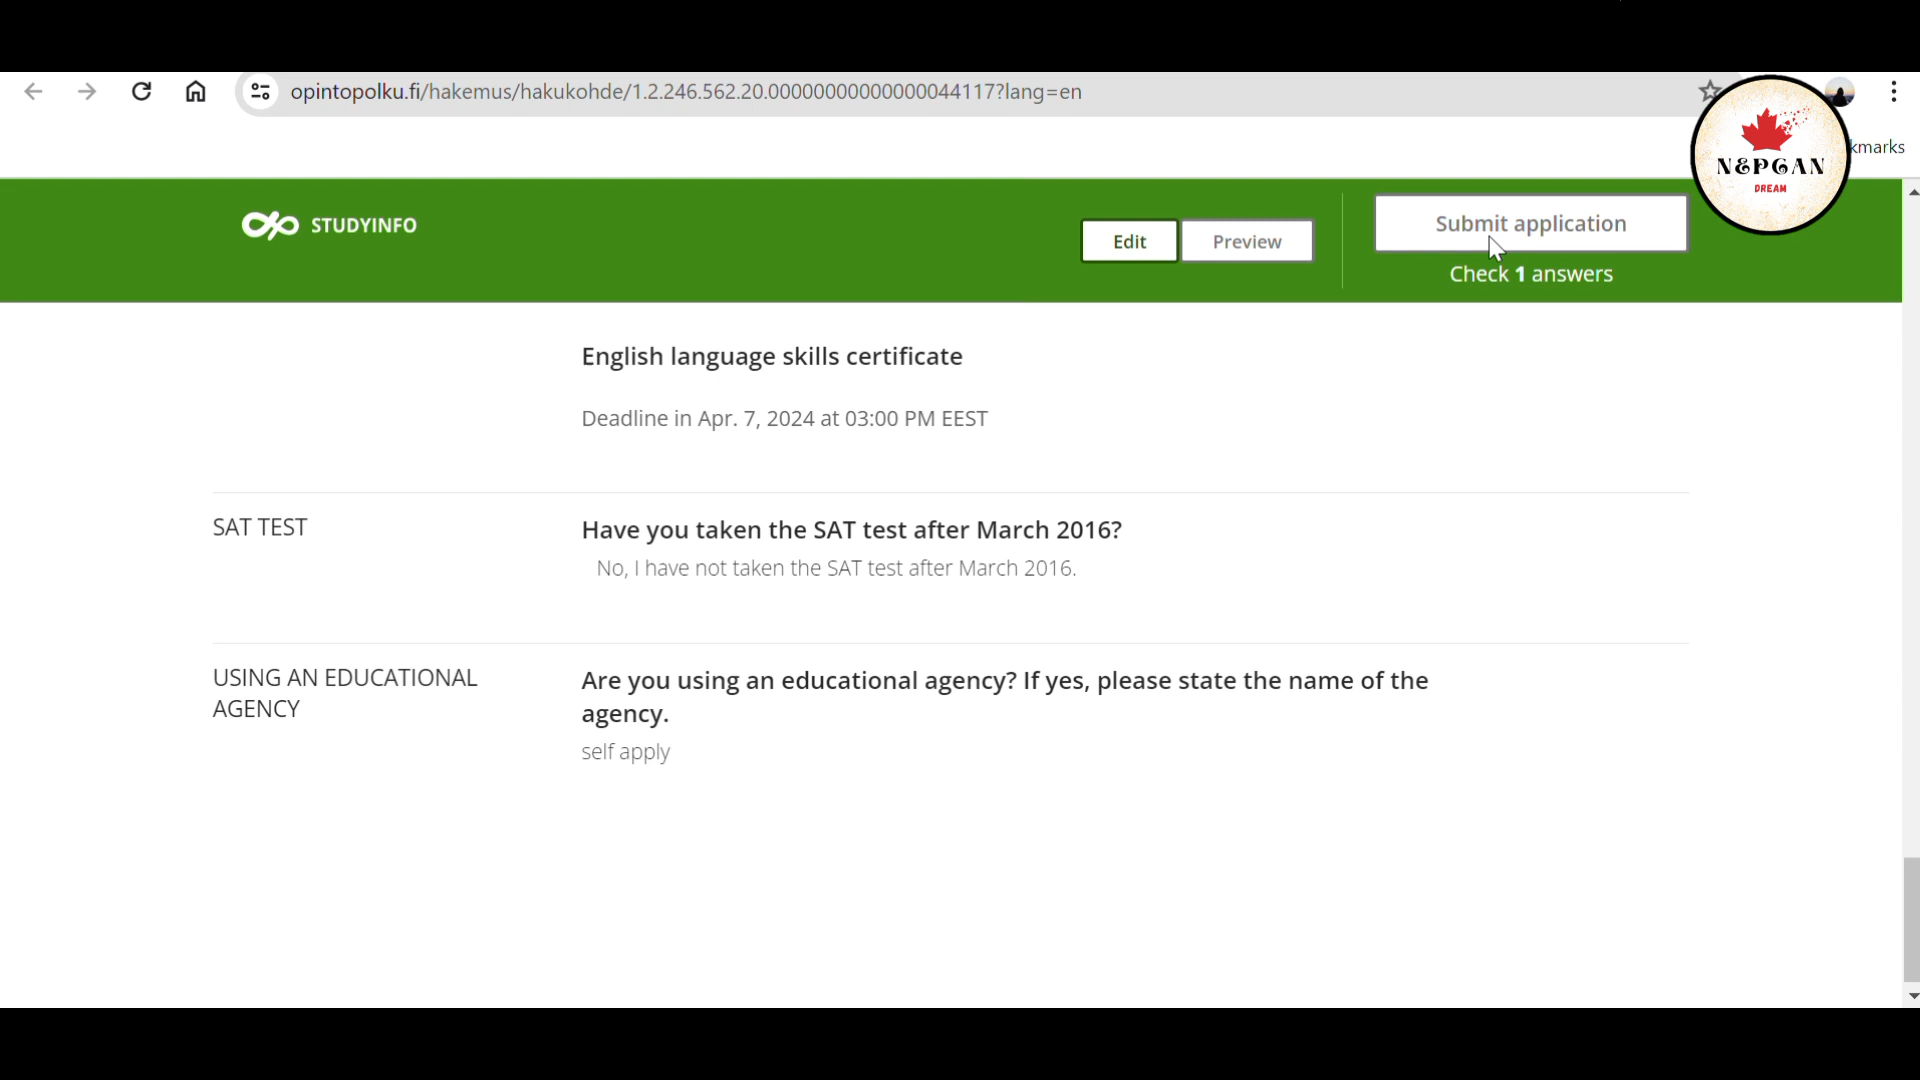 opintopolku.fi/hakemus/hakukohde/1.2.246.562.20.00000000000000044117?lang=en
kmarks
N&PCAN
DREAM
STUDYINFO
Edit
Preview
Submit application
Check 1 answers
English language skills certificate
Deadline in Apr. 7, 2024 at 03:00 PM EEST
SAT TEST
Have you taken the SAT test after March 2016?
No, I have not taken the SAT test after March 2016.
USING AN EDUCATIONAL
AGENCY
Are you using an educational agency? If yes, please state the name of the
agency.
self apply